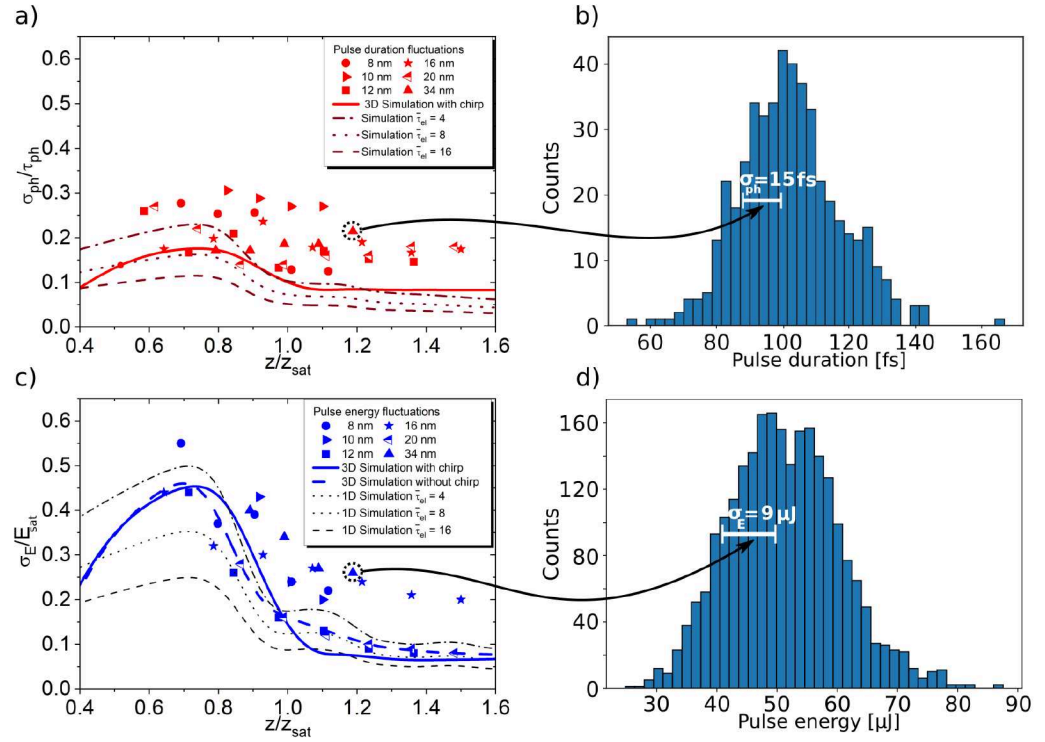 a)
0.6
0.5
0.4
0.3
0.2
0.1
0.0
σph/τph
Pulse duration fluctuations
8 nm 16 nm
10 nm 20 nm
12 nm 34 nm
3D Simulation with chirp
Simulation τ̄el = 4
Simulation τ̄el = 8
Simulation τ̄el = 16
0.4 0.6 0.8 1.0 1.2 1.4 1.6
z/zsat
b)
40
30
20
10
0
Counts
σph=15fs
60 80 100 120 140 160
Pulse duration [fs]
c)
0.6
0.5
0.4
0.3
0.2
0.1
0.0
σE/Esat
Pulse energy fluctuations
8 nm 16 nm
10 nm 20 nm
12 nm 34 nm
3D Simulation with chirp
3D Simulation without chirp
1D Simulation τ̄el = 4
1D Simulation τ̄el = 8
1D Simulation τ̄el = 16
0.4 0.6 0.8 1.0 1.2 1.4 1.6
z/zsat
d)
160
120
80
40
0
Counts
σE=9μJ
30 40 50 60 70 80 90
Pulse energy [μJ]